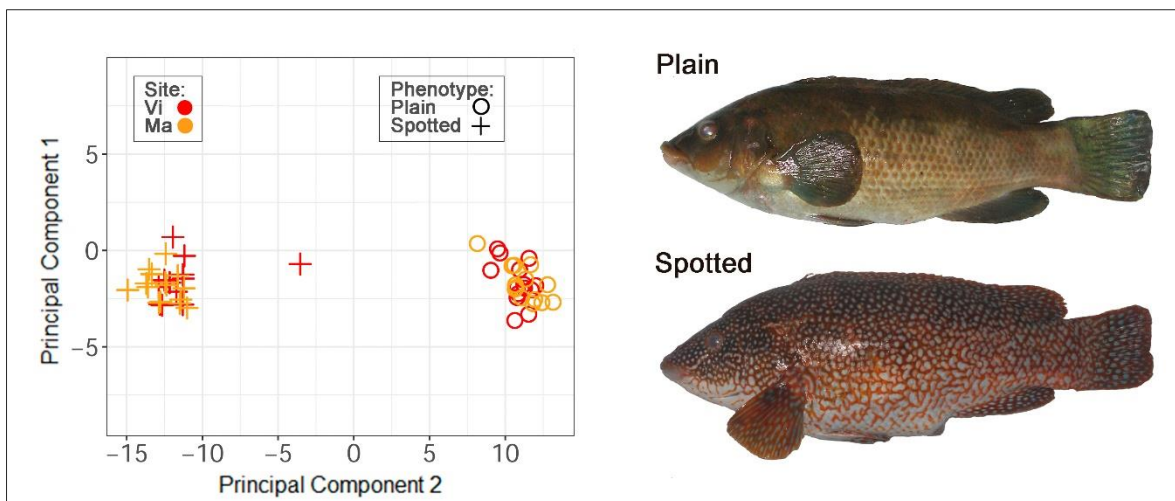 Site:
Vi
Ma
Phenotype:
Plain
Spotted
5
0
−5
Principal Component 1
−15
−10
−5
0
5
10
Principal Component 2
Plain
Spotted